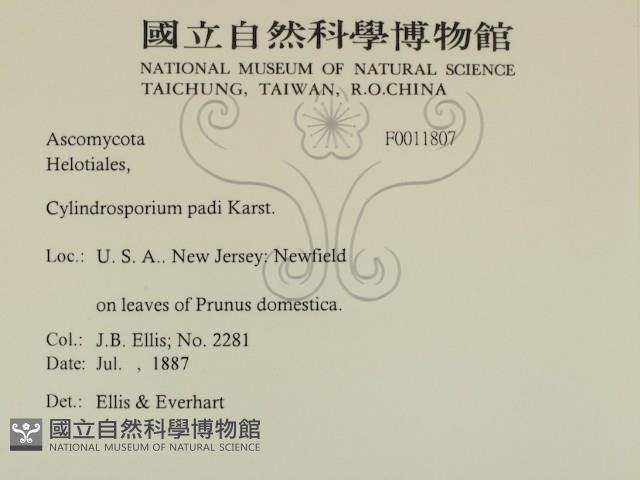 國立自然科學博物館
NATIONAL MUSEUM OF NATURAL SCIENCE
TAICHUNG, TAIWAN, R.O.CHINA
Ascomycota F0011807
Helotiales,
Cylindrosporium padi Karst.
Loc.: U. S. A.. New Jersey: Newfield
on leaves of Prunus domestica.
Col.: J.B. Ellis; No. 2281
Date: Jul. , 1887
Det.: Ellis & Everhart
國立自然科學博物館
NATIONAL MUSEUM OF NATURAL SCIENCE